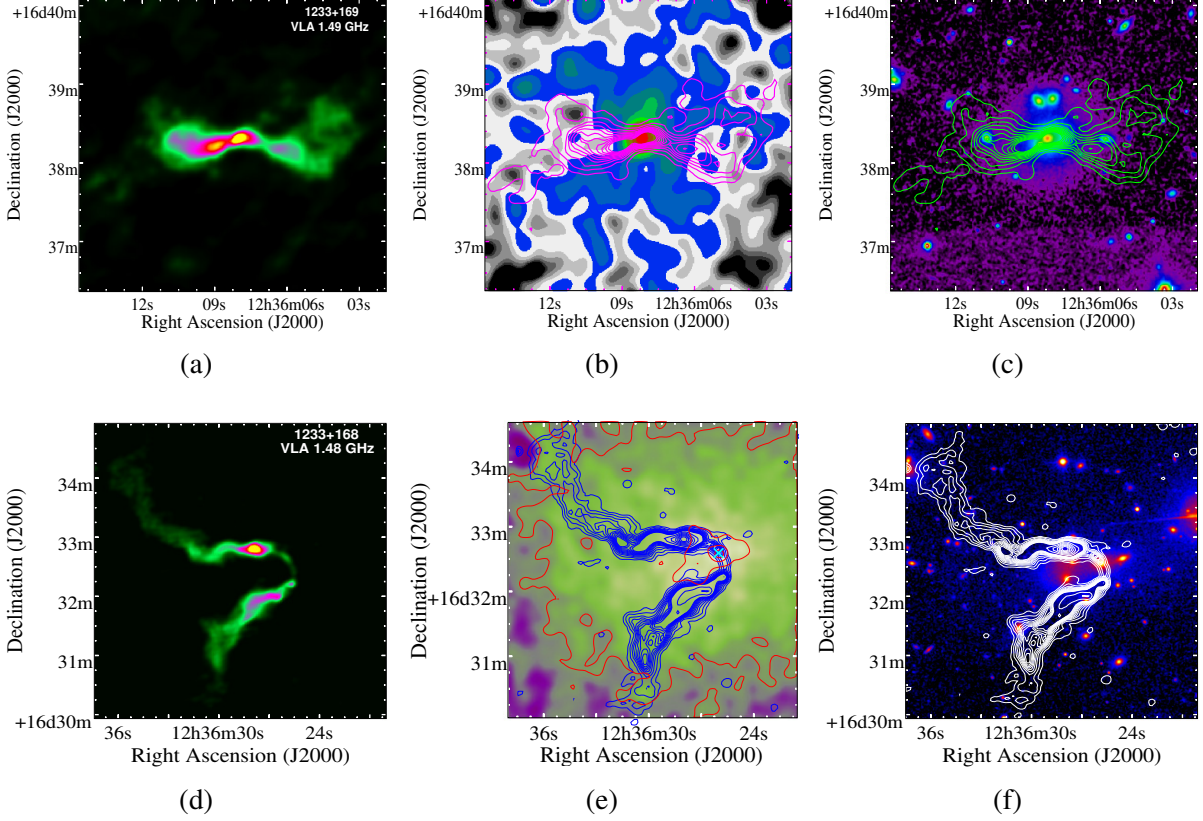 +16d40m
1233+169
VLA 1.49 GHz
39m
38m
37m
Declination (J2000)
12s
09s
12h36m06s
03s
Right Ascension (J2000)
(a)
+16d40m
39m
38m
37m
Declination (J2000)
12s
09s
12h36m06s
03s
Right Ascension (J2000)
(b)
+16d40m
39m
38m
37m
Declination (J2000)
12s
09s
12h36m06s
03s
Right Ascension (J2000)
(c)
1233+168
VLA 1.48 GHz
34m
33m
32m
31m
+16d30m
Declination (J2000)
36s
12h36m30s
24s
Right Ascension (J2000)
(d)
34m
33m
+16d32m
31m
Declination (J2000)
36s
12h36m30s
24s
Right Ascension (J2000)
(e)
34m
33m
32m
31m
+16d30m
Declination (J2000)
36s
12h36m30s
24s
Right Ascension (J2000)
(f)